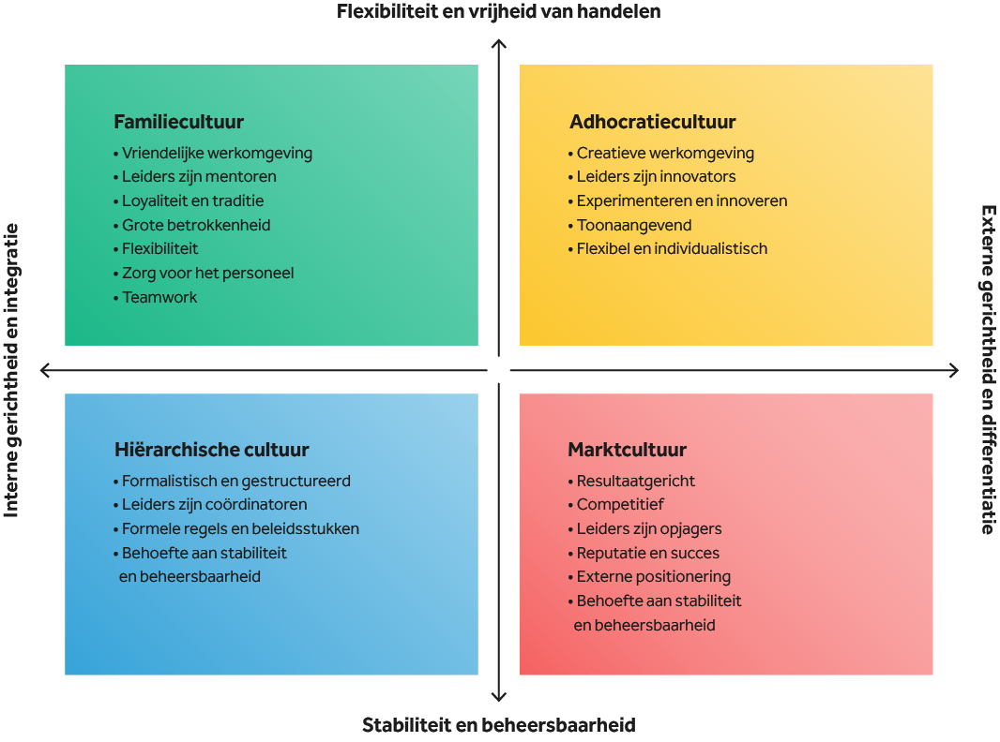 Flexibiliteit en vrijheid van handelen
Interne gerichtheid en integratie
Familiecultuur
• Vriendelijke werkomgeving
• Leiders zijn mentoren
• Loyaliteit en traditie
• Grote betrokkenheid
• Flexibiliteit
• Zorg voor het personeel
• Teamwork
Adhocratiecultuur
• Creatieve werkomgeving
• Leiders zijn innovators
• Experimenteren en innoveren
• Toonaangevend
• Flexibel en individualistisch
Externe gerichtheid en differentiatie
Hiërarchische cultuur
• Formalistisch en gestructureerd
• Leiders zijn coördinatoren
• Formele regels en beleidsstukken
• Behoefte aan stabiliteit
en beheersbaarheid
Marktcultuur
• Resultaatgericht
• Competitief
• Leiders zijn opjagers
• Reputatie en succes
• Externe positionering
• Behoefte aan stabiliteit
en beheersbaarheid
Stabiliteit en beheersbaarheid